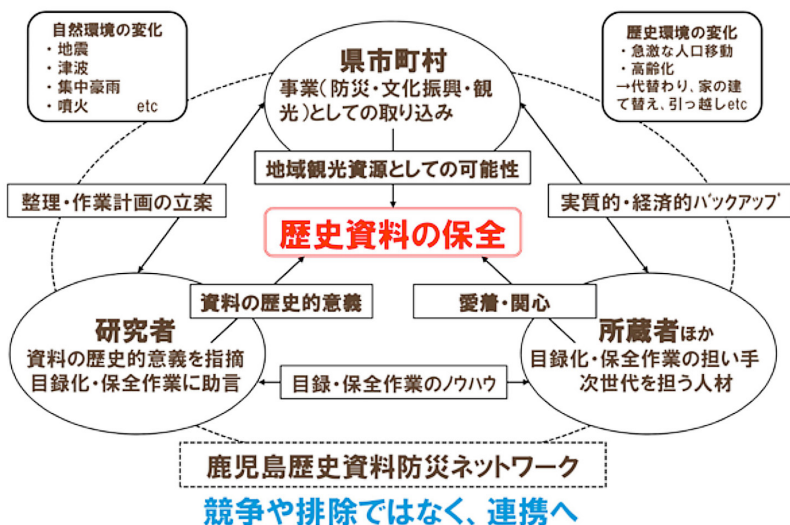 自然環境の変化
・地震
・津波
・集中豪雨
・噴火 etc
歴史環境の変化
・急激な人口移動
・高齢化
→代替わり、家の建
て替え、引っ越しetc
県市町村
事業(防災・文化振興・観
光)としての取り込み
地域観光資源としての可能性
整理・作業計画の立案
実質的・経済的バックアップ
歴史資料の保全
資料の歴史的意義
愛着・関心
研究者
資料の歴史的意義を指摘
目録化・保全作業に助言
所蔵者ほか
目録化・保全作業の担い手
次世代を担う人材
目録・保全作業のノウハウ
鹿児島歴史資料防災ネットワーク
競争や排除ではなく、連携へ